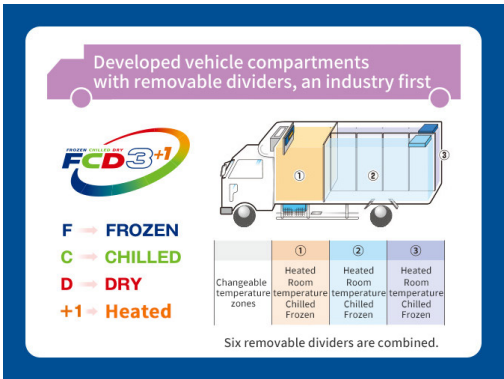 Developed vehicle compartments
with removable dividers, an industry first
FROZEN CHILLED DRY
FCD3+1
F → FROZEN
C → CHILLED
D → DRY
+1 → Heated
① ② ③
① ② ③
Changeable temperature zones
Heated Room temperature Chilled Frozen
Heated Room temperature Chilled Frozen
Heated Room temperature Chilled Frozen
Six removable dividers are combined.